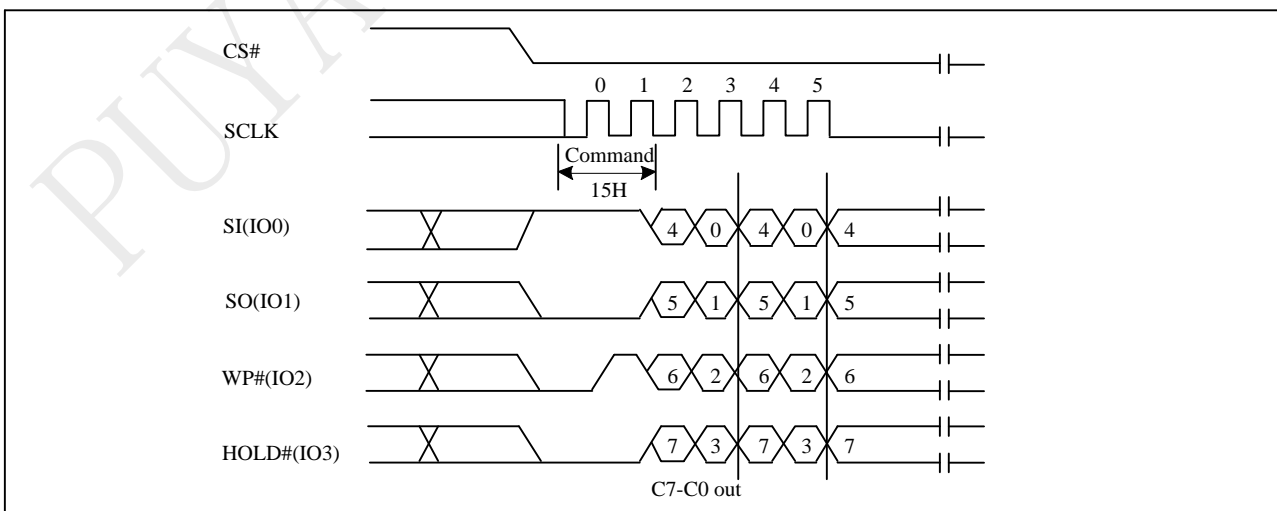 PUYA
CS#
0 1 2 3 4 5
SCLK
Command
15H
SI(IO0) 4 0 4 0 4
SO(IO1) 5 1 5 1 5
WP#(IO2) 6 2 6 2 6
HOLD#(IO3) 7 3 7 3 7
C7-C0 out